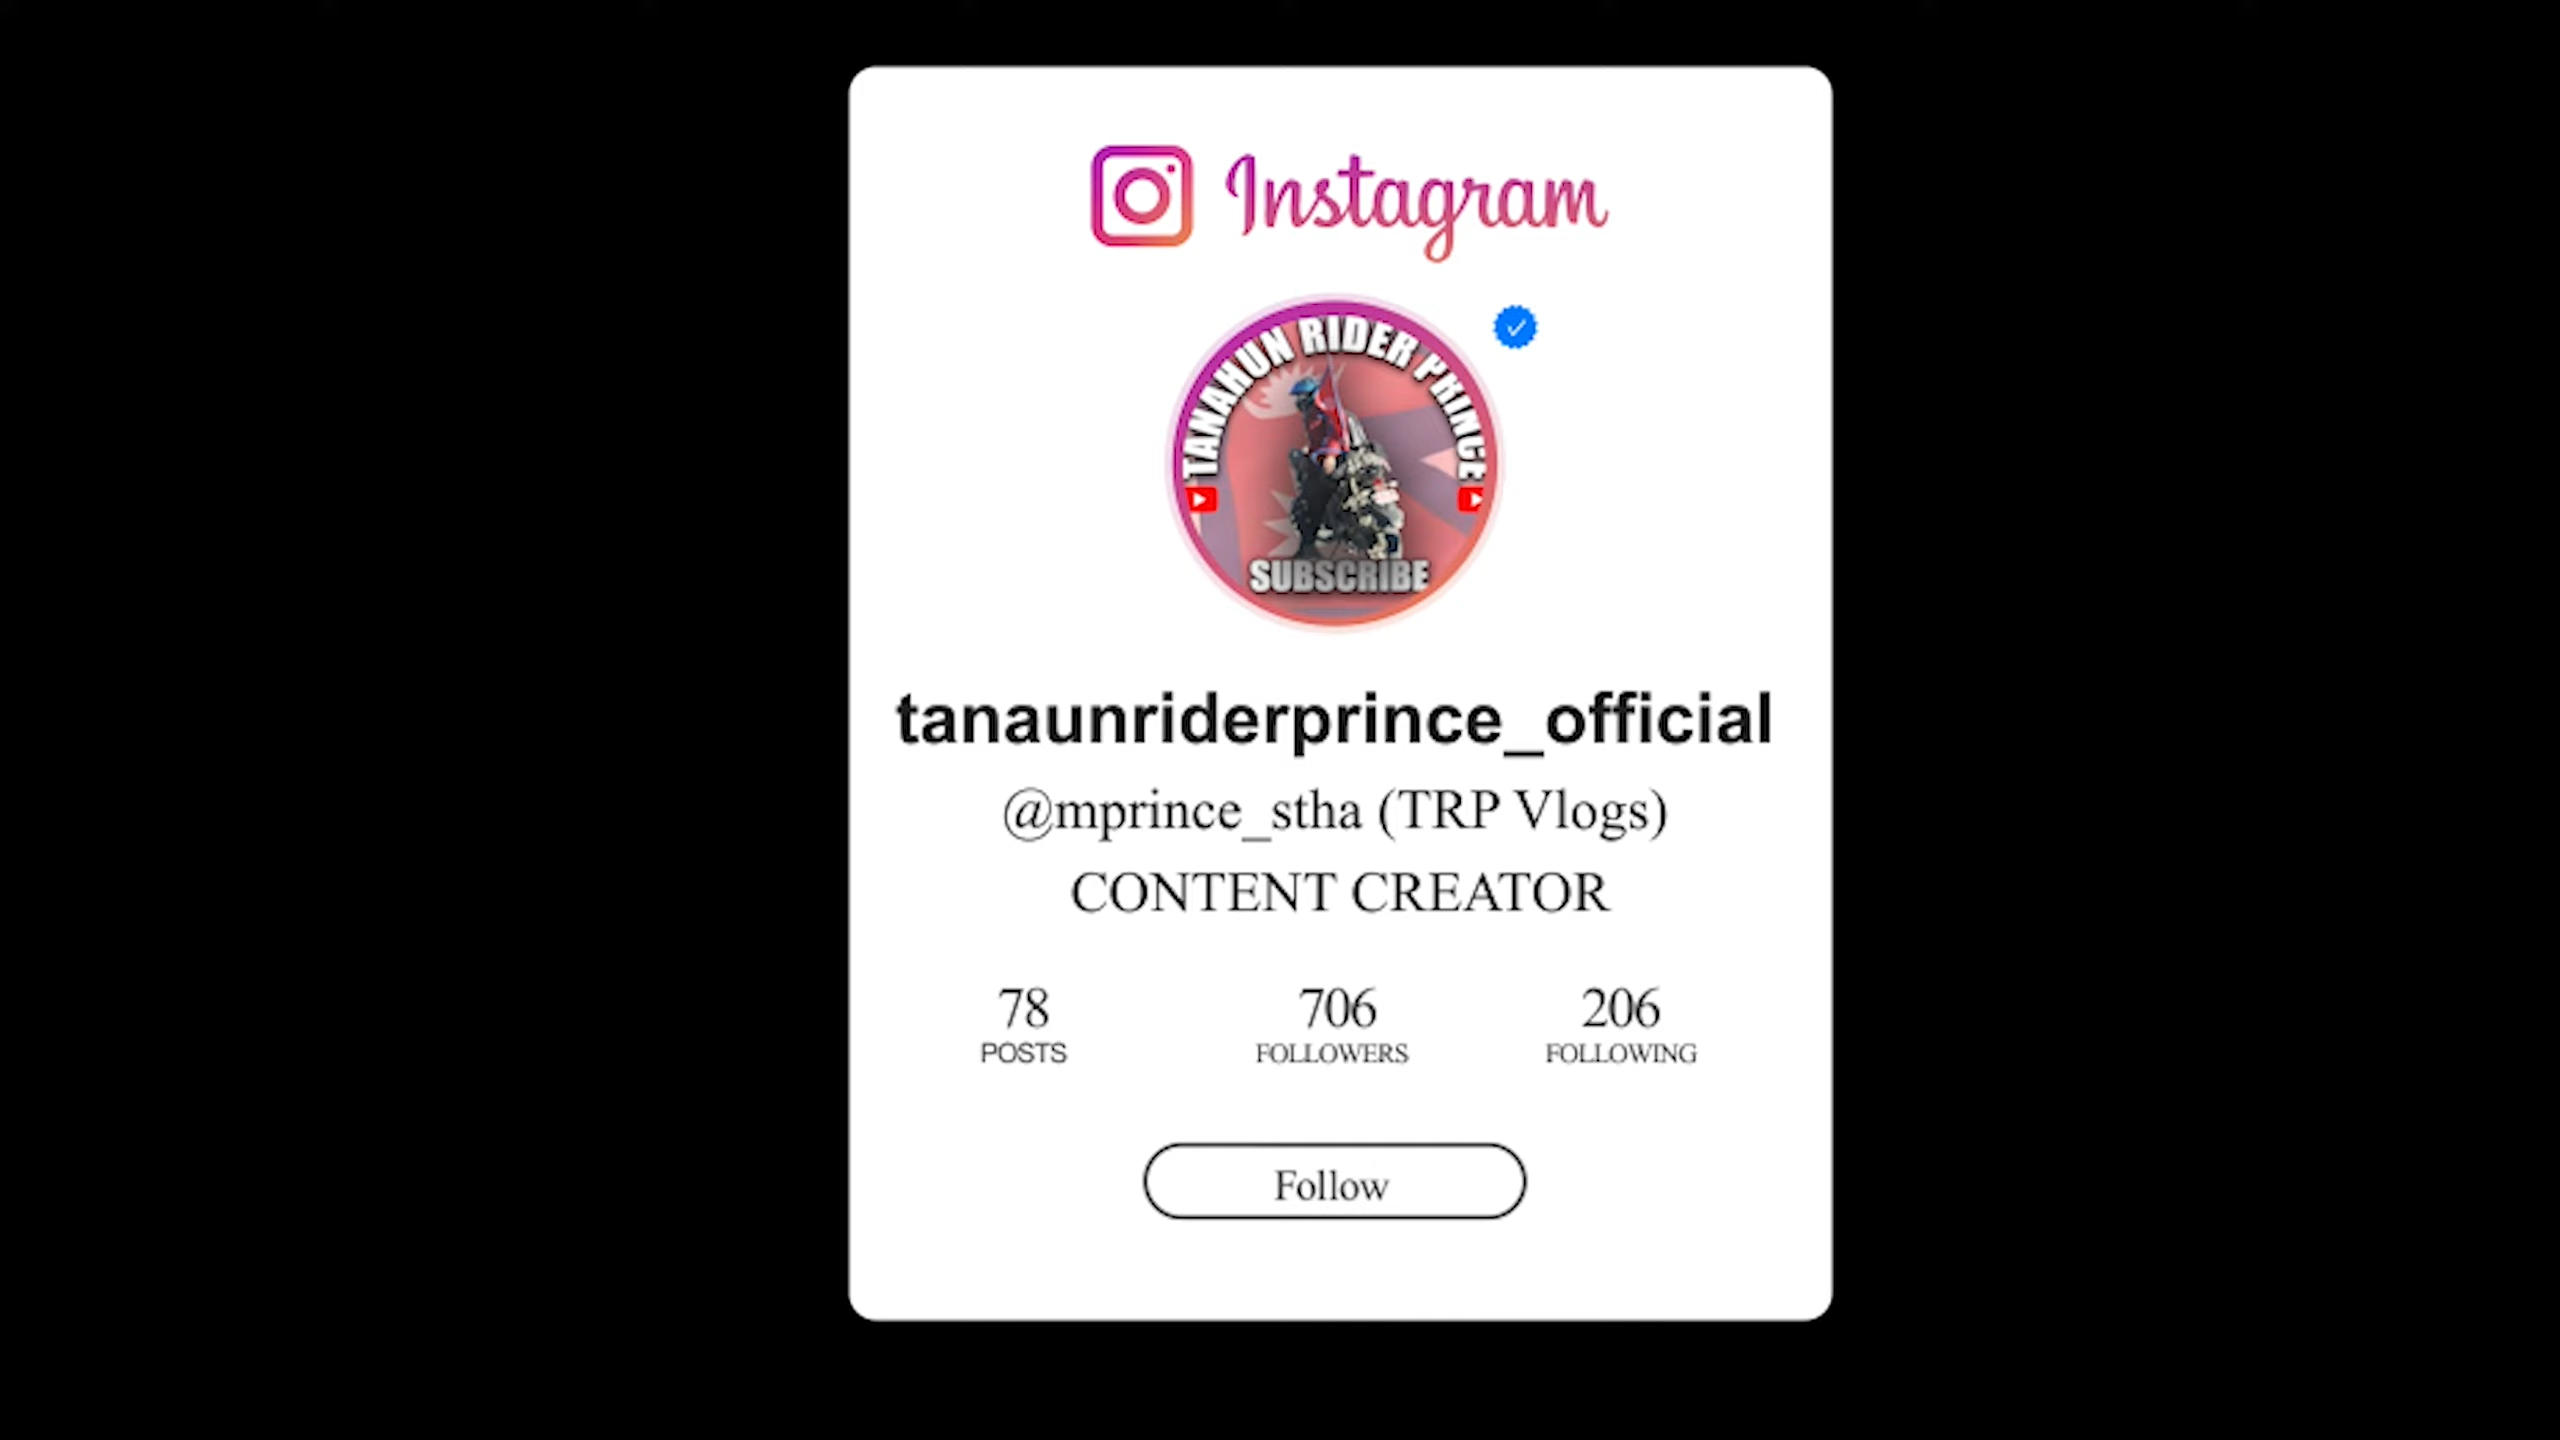 Instagram
TANAHUN RIDER PRINCE
SUBSCRIBE
tanaunriderprince_official
@mprince_stha (TRP Vlogs)
CONTENT CREATOR
78 706 206
POSTS FOLLOWERS FOLLOWING
Follow